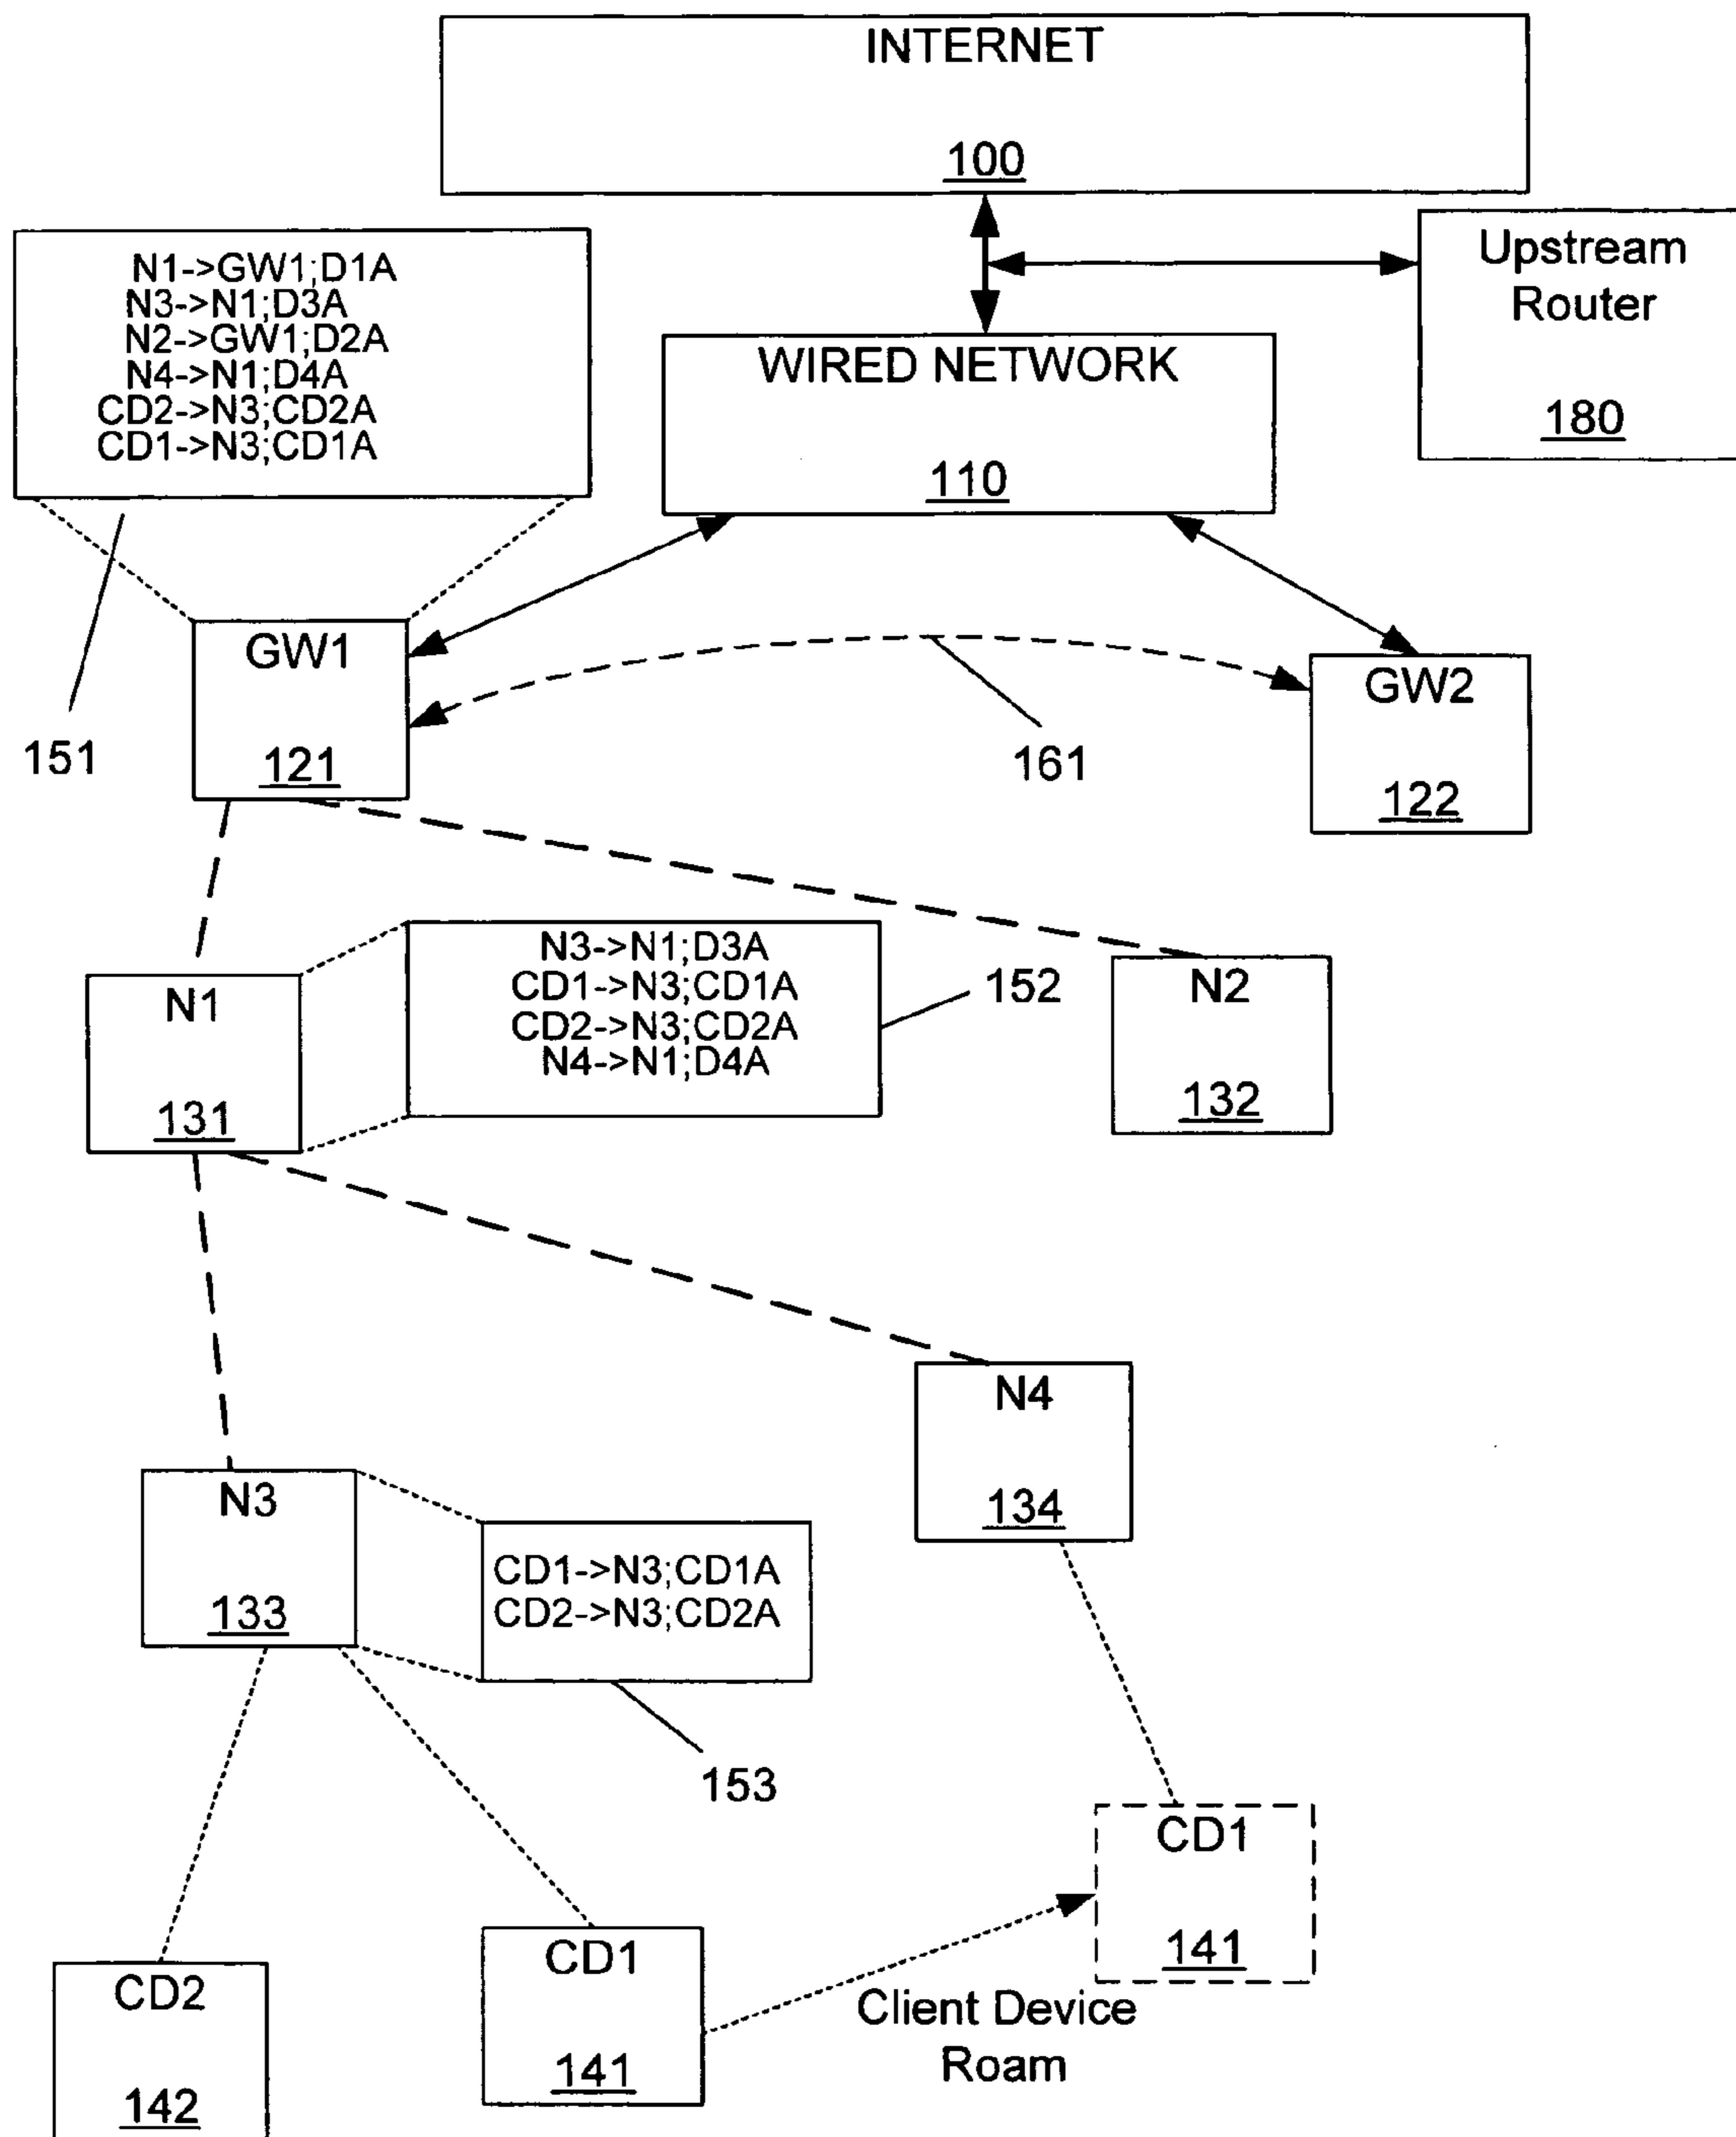 INTERNET
100
Upstream
Router
180
N1->GW1;D1A
N3->N1;D3A
N2->GW1;D2A
N4->N1;D4A
CD2->N3;CD2A
CD1->N3;CD1A
WIRED NETWORK
110
151
GW1
121
161
GW2
122
N1
131
N3->N1;D3A
CD1->N3;CD1A
CD2->N3;CD2A
N4->N1;D4A
152
N2
132
N4
134
N3
133
CD1->N3;CD1A
CD2->N3;CD2A
153
CD1
141
CD1
141
Client Device
Roam
CD2
142